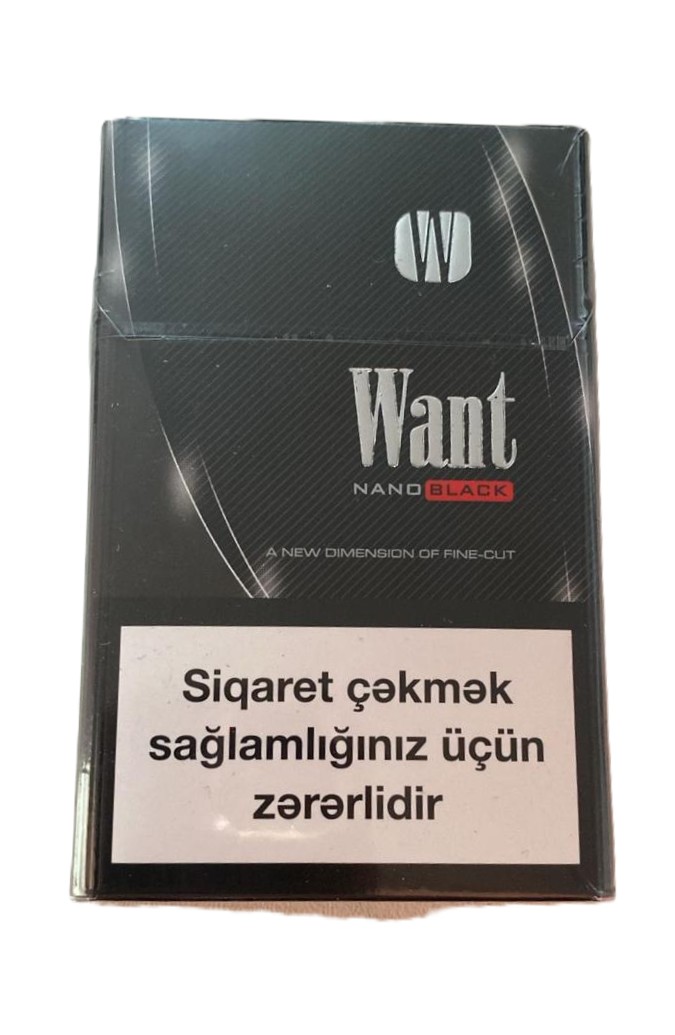 W
Want
NANO BLACK
A NEW DIMENSION OF FINE-CUT
Siqaret çəkmək
sağlamlığınız üçün
zərərlidir